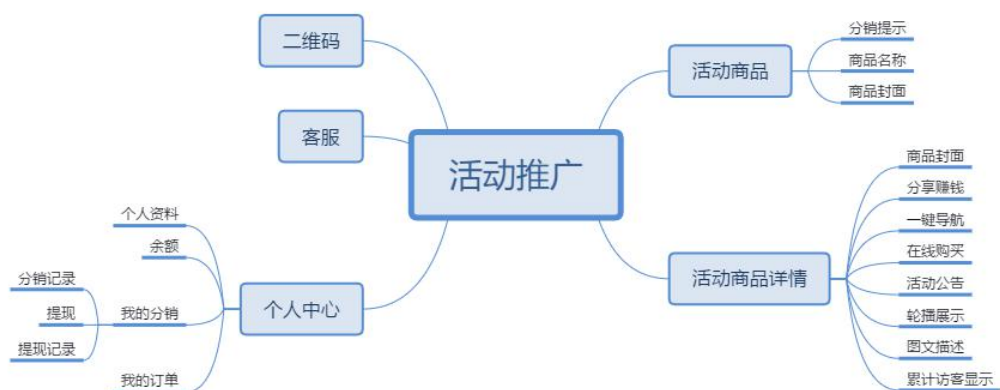 活动推广
二维码
客服
个人中心
个人资料
余额
我的分销
分销记录
提现
提现记录
我的订单
活动商品
分销提示
商品名称
商品封面
活动商品详情
商品封面
分享赚钱
一键导航
在线购买
活动公告
轮播展示
图文描述
累计访客显示